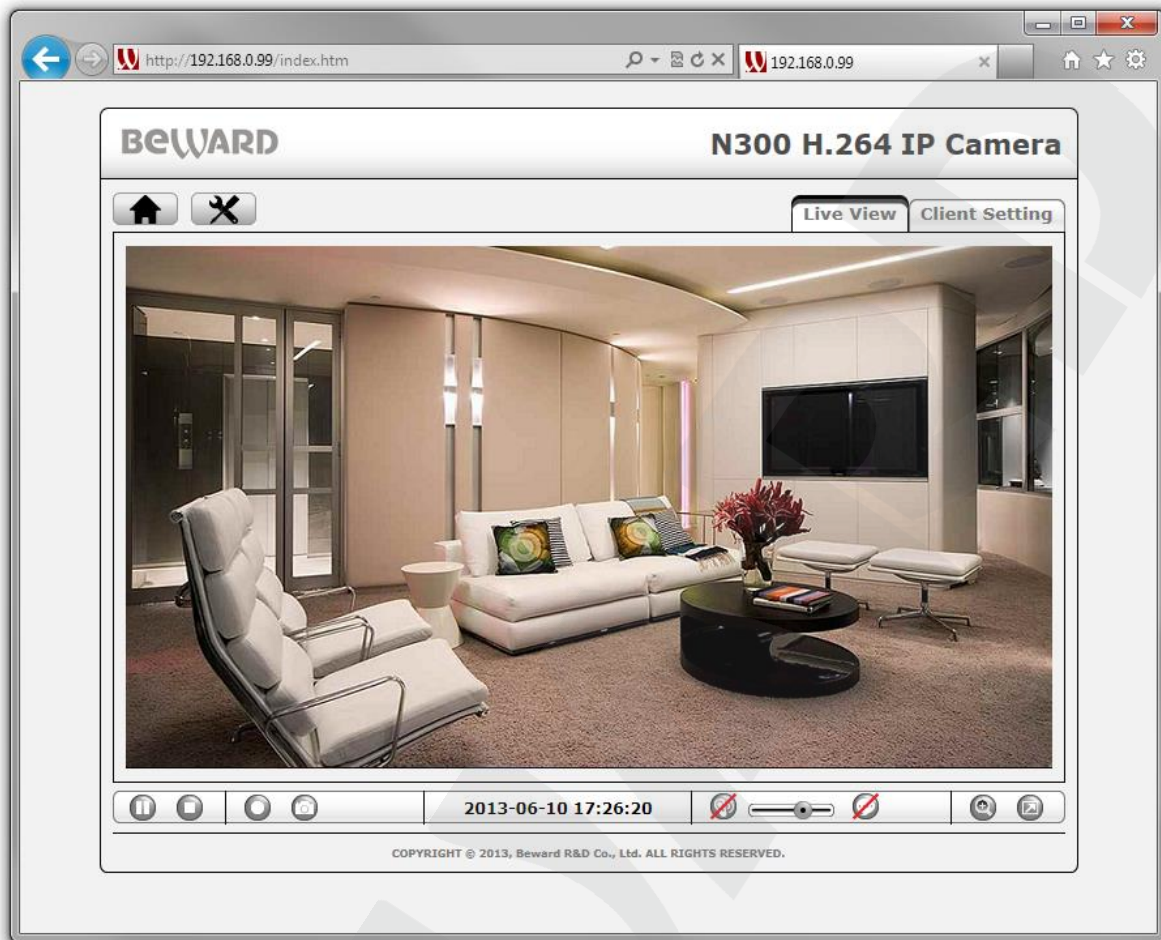 http://192.168.0.99/index.htm
192.168.0.99
BEWARD
N300 H.264 IP Camera
Live View
Client Setting
2013-06-10 17:26:20
COPYRIGHT © 2013, Beward R&D Co., Ltd. ALL RIGHTS RESERVED.